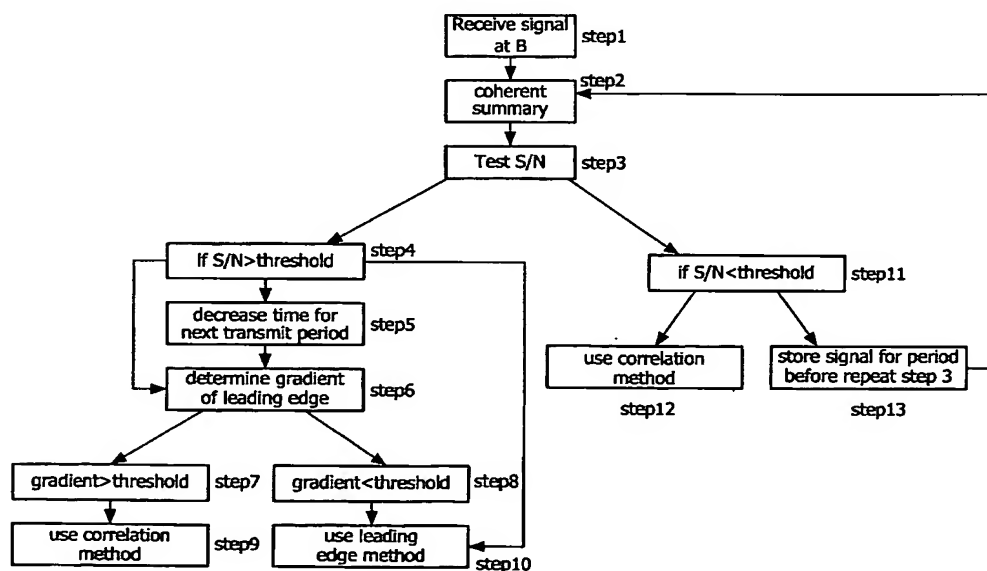 Receive signal
at B
step1
step2
coherent
summary
Test S/N
step3
if S/N>threshold
step4
if S/N<threshold
step11
decrease time for
next transmit period
step5
use correlation
method
step12
store signal for period
before repeat step 3
step13
determine gradient
of leading edge
step6
gradient>threshold
step7
gradient<threshold
step8
use correlation
method
step9
use leading
edge method
step10